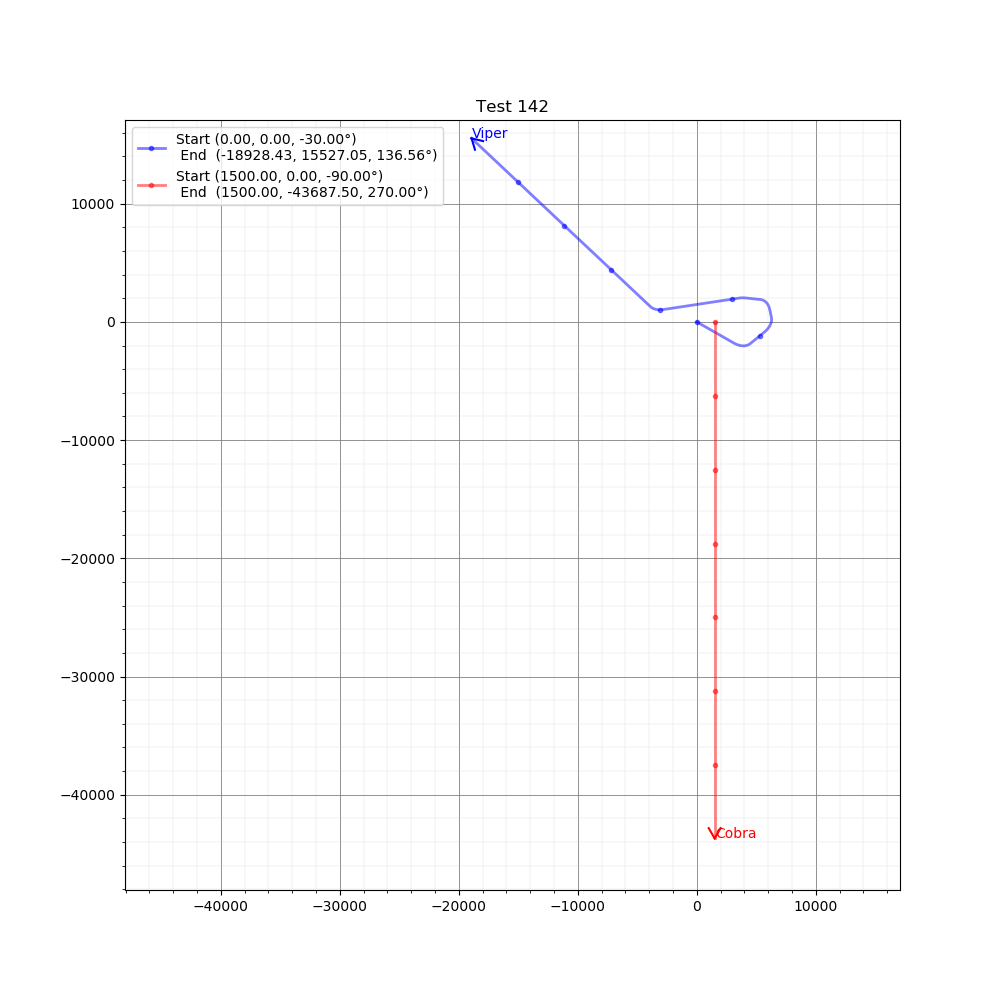 Test 142
Viper
Start (0.00, 0.00, -30.00°)
End (-18928.43, 15527.05, 136.56°)
Start (1500.00, 0.00, -90.00°)
End (1500.00, -43687.50, 270.00°)
10000
0
−10000
−20000
−30000
−40000
Cobra
−40000
−30000
−20000
−10000
0
10000